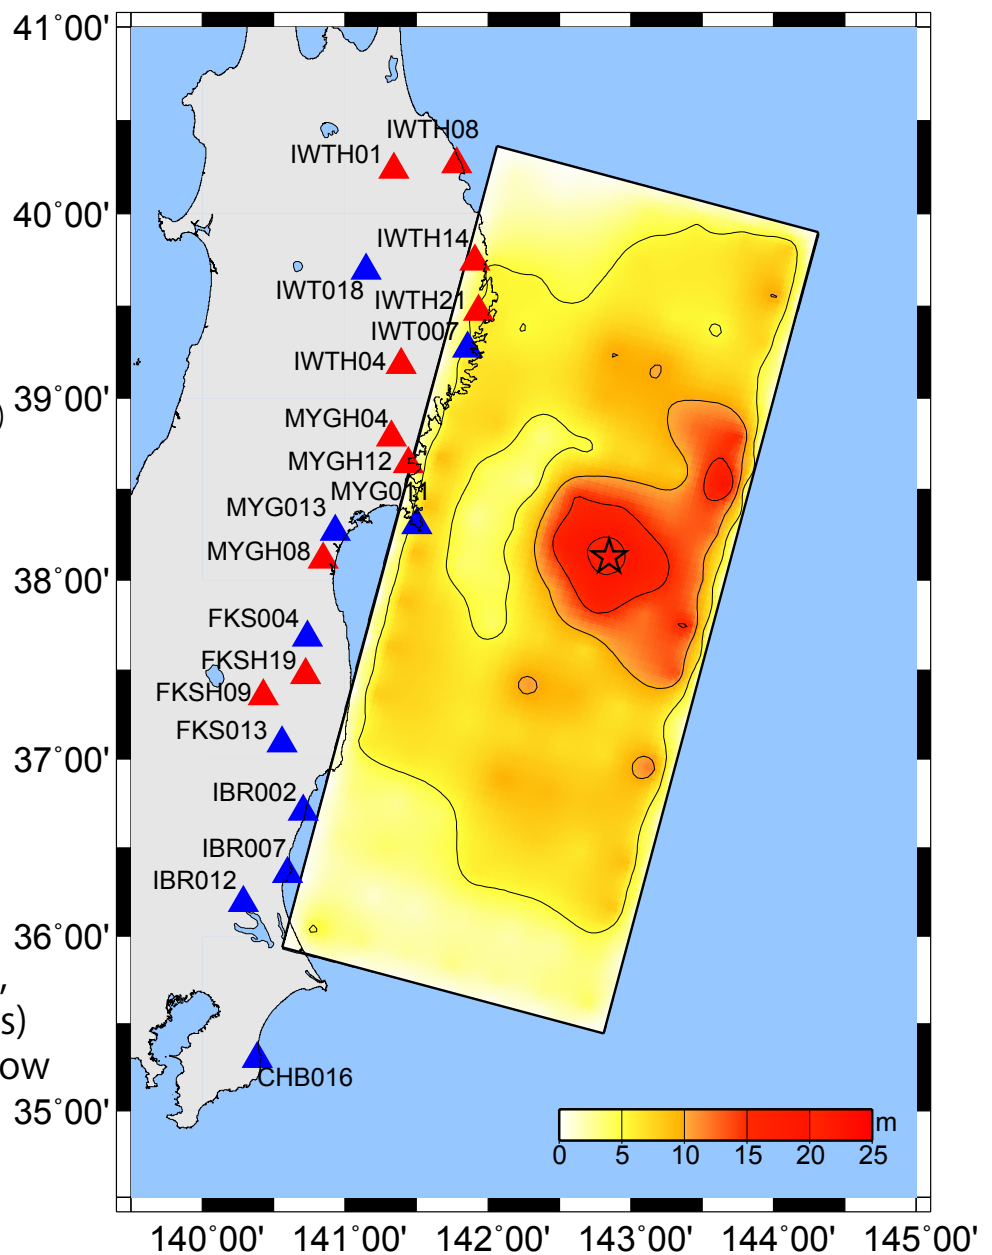 41°00'
IWTH08
IWTH01
40°00'
IWTH14
IWT018
IWTH21
IWT007
IWTH04
)
39°00'
MYGH04
MYGH12
MYG011
MYG013
MYGH08
38°00'
FKS004
FKSH19
FKSH09
FKS013
37°00'
IBR002
IBR007
IBR012
36°00'
,
s)
ow
CHB016
35°00'
m
0 5 10 15 20 25
140°00' 141°00' 142°00' 143°00' 144°00' 145°00'